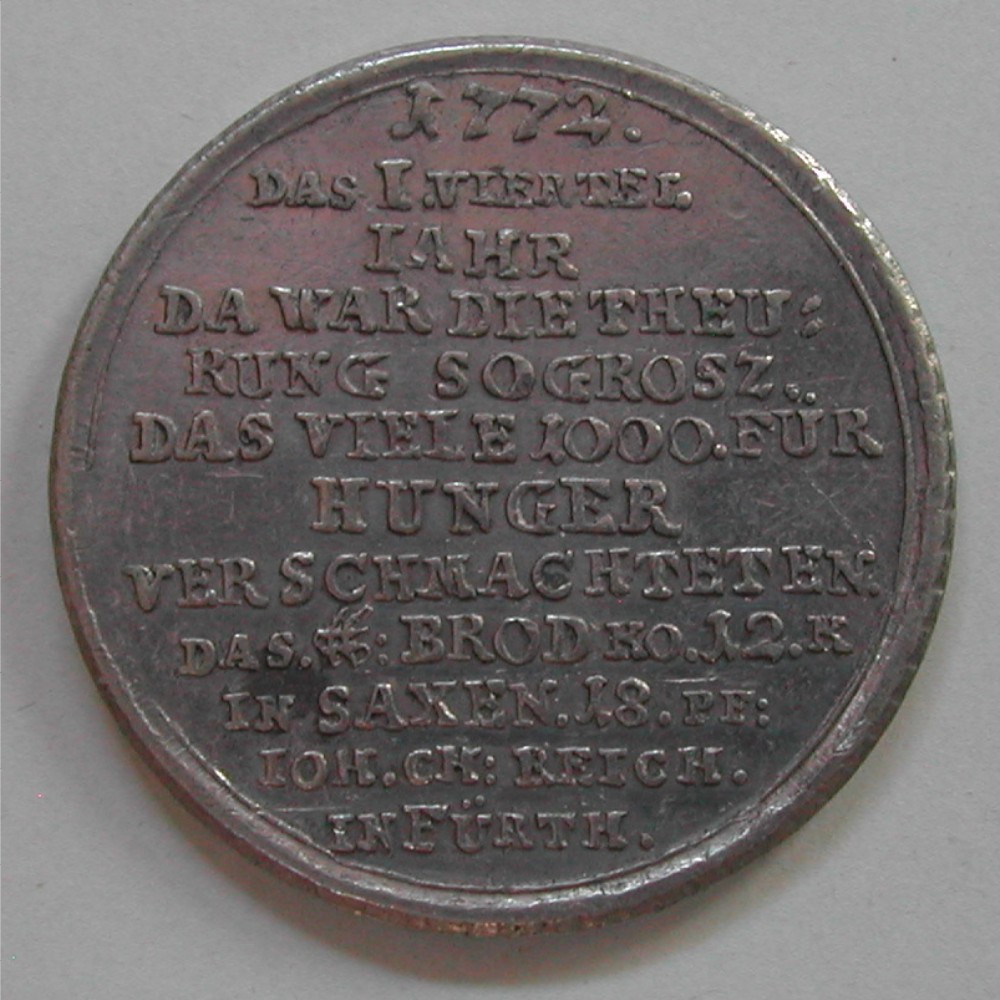 1772.
DAS I. VIERTEL
IAHR
DA WAR DIE THEU:
RUNG SO GROSZ..
DAS VIELE 1000. FUR
HUNGER
VERSCHMACHTETEN:
DAS. ℔: BROD KO. 12. K
IN SAXEN. 18. PF:
IOH. CH: REICH.
IN FÜRTH.